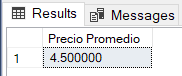 Results Messages
Precio Promedio
1 4.500000